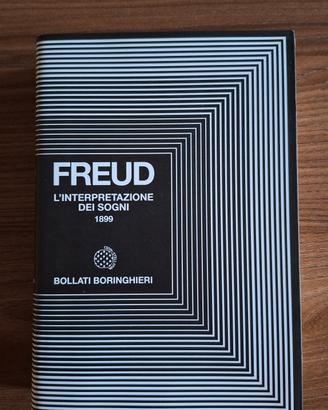 FREUD
L'INTERPRETAZIONE
DEI SOGNI
1899
BOLLATI BORINGHIERI